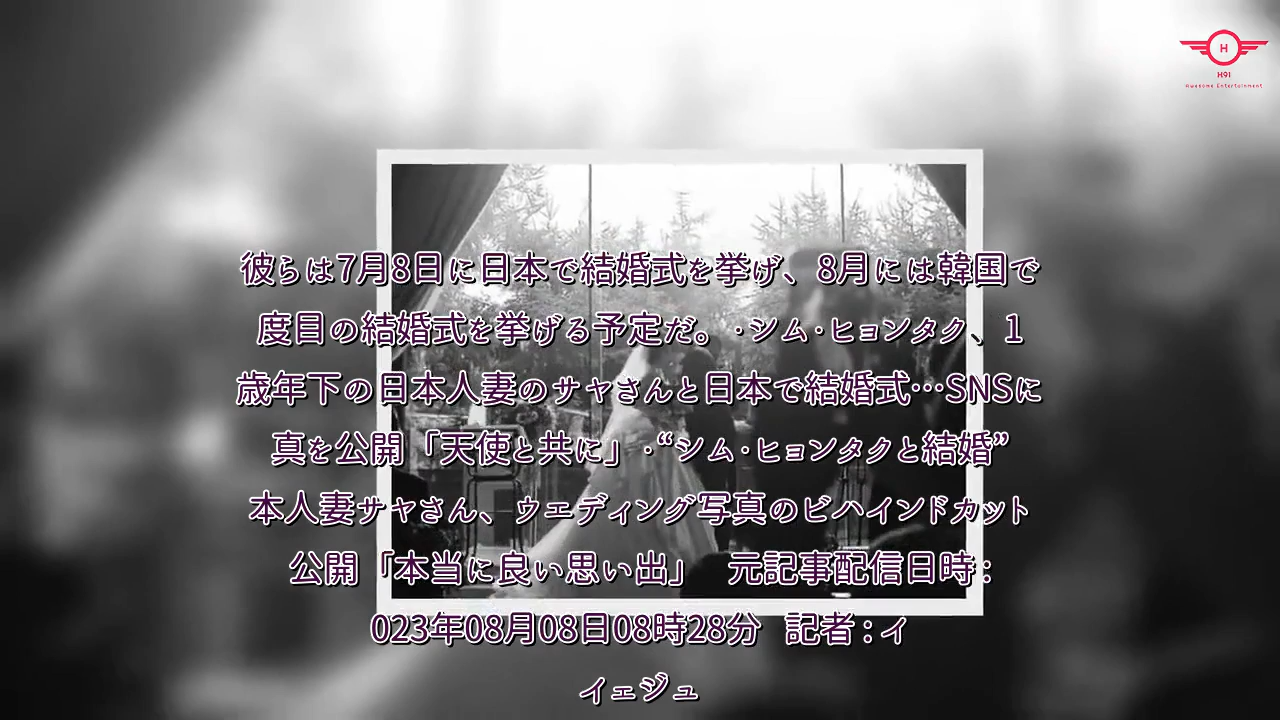 H
H91
Awesome Entertainment
彼らは7月8日に日本で結婚式を挙げ、8月には韓国で
度目の結婚式を挙げる予定だ。·シム·ヒョンタク、1
歳年下の日本人妻のサヤさんと日本で結婚式…SNSに
真を公開「天使と共に」·“シム·ヒョンタクと結婚”
本人妻サヤさん、ウエディング写真のビハインドカット
公開「本当に良い思い出」　元記事配信日時 :
023年08月08日08時28分 記者 : イ
イェジュ